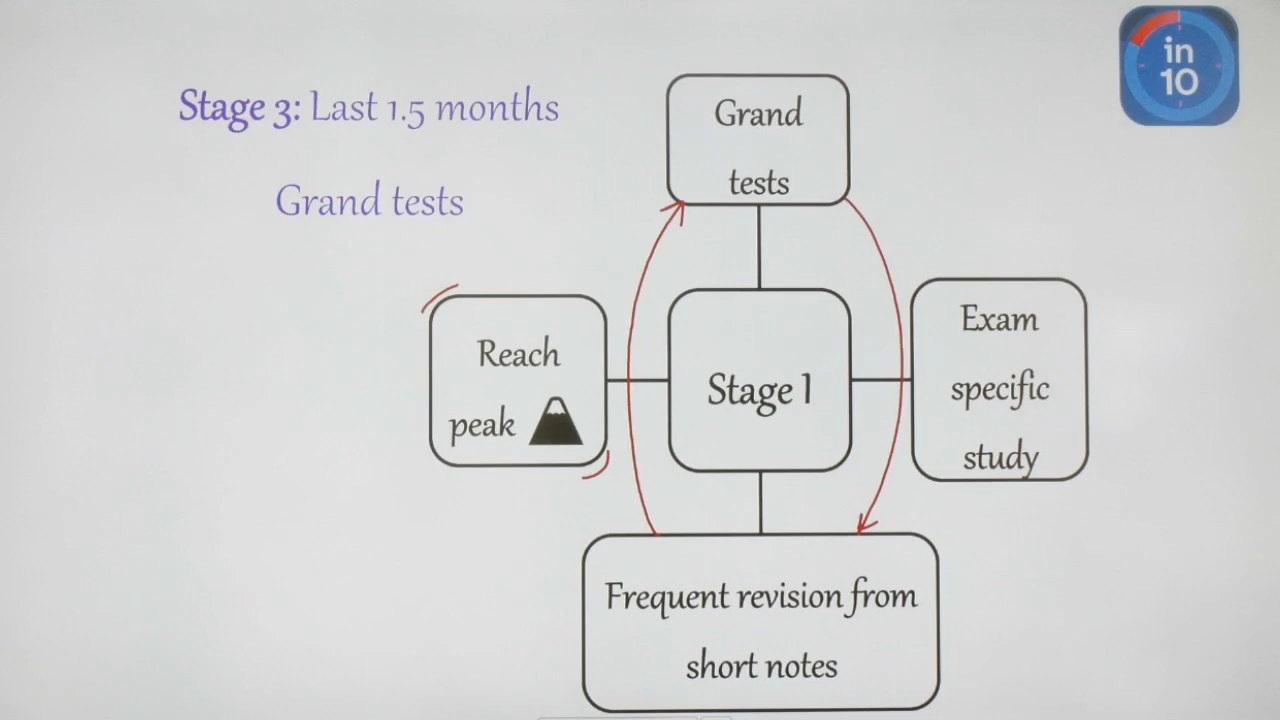 in
10
Stage 3: Last 1.5 months
Grand tests
Grand
tests
Reach
peak
Stage 1
Exam
specific
study
Frequent revision from
short notes